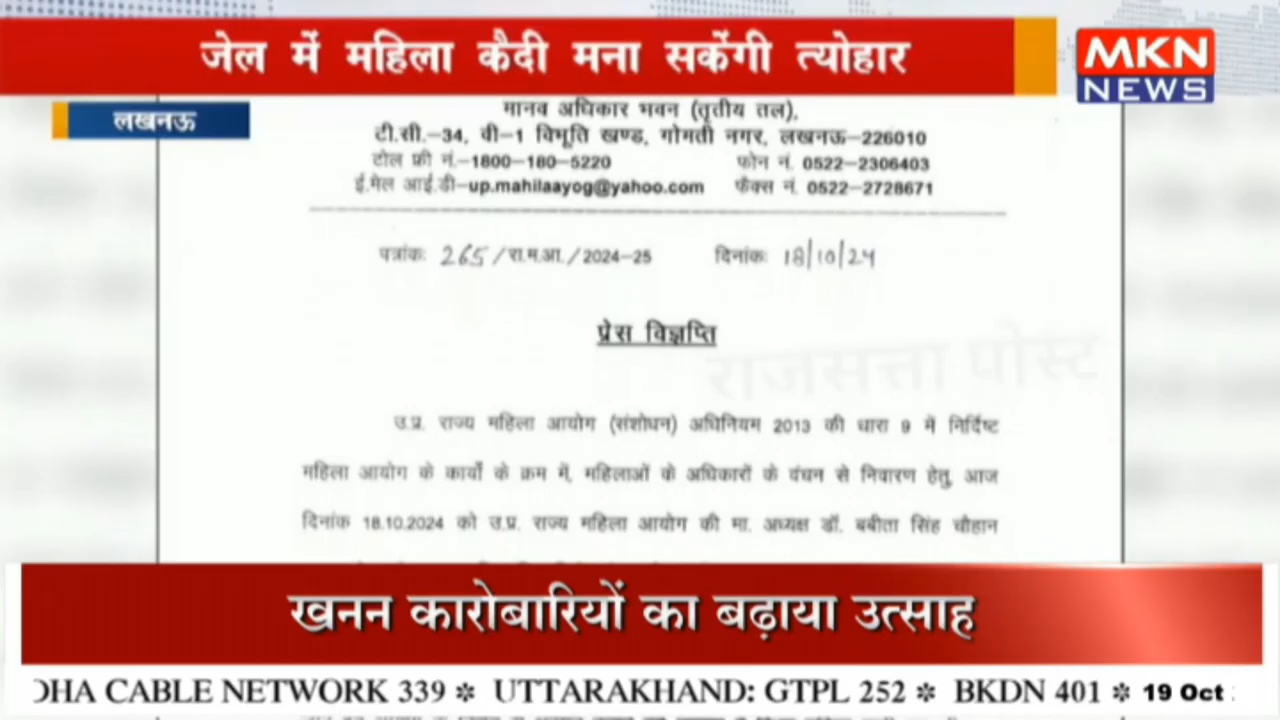 जेल में महिला कैदी मना सकेंगी त्योहार
MKN
NEWS
लखनऊ
मानव अधिकार भवन (तृतीय तल),
टी.सी.–34, वी–1 विभूति खण्ड, गोमती नगर, लखनऊ–226010
टोल फ्री नं.–1800–180–5220 फोन नं. 0522–2306403
ई.मेल आई.डी–up.mahilaayog@yahoo.com फैक्स नं. 0522–2728671
पत्रांक: 265/रा.म.आ./2024–25 दिनांक: 18/10/24
प्रेस विज्ञप्ति
राजसत्ता पोस्ट
उ.प्र. राज्य महिला आयोग (संशोधन) अधिनियम 2013 की धारा 9 में निर्दिष्ट
महिला आयोग के कार्यों के क्रम में, महिलाओं के अधिकारों के वंचन से निवारण हेतु, आज
दिनांक 18.10.2024 को उ.प्र. राज्य महिला आयोग की मा. अध्यक्ष डॉ. बबीता सिंह चौहान
खनन कारोबारियों का बढ़ाया उत्साह
CABLE NETWORK 339 ✼ UTTARAKHAND: GTPL 252 ✼ BKDN 401 ✼ 19 Oct